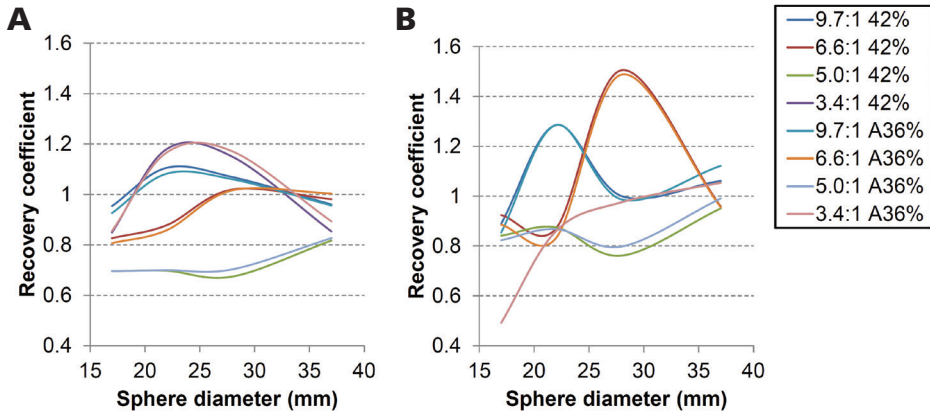 A
Recovery coefficient
1.6
1.4
1.2
1
0.8
0.6
0.4
15 20 25 30 35 40
Sphere diameter (mm)
B
Recovery coefficient
1.6
1.4
1.2
1
0.8
0.6
0.4
15 20 25 30 35 40
Sphere diameter (mm)
9.7:1 42%
6.6:1 42%
5.0:1 42%
3.4:1 42%
9.7:1 A36%
6.6:1 A36%
5.0:1 A36%
3.4:1 A36%